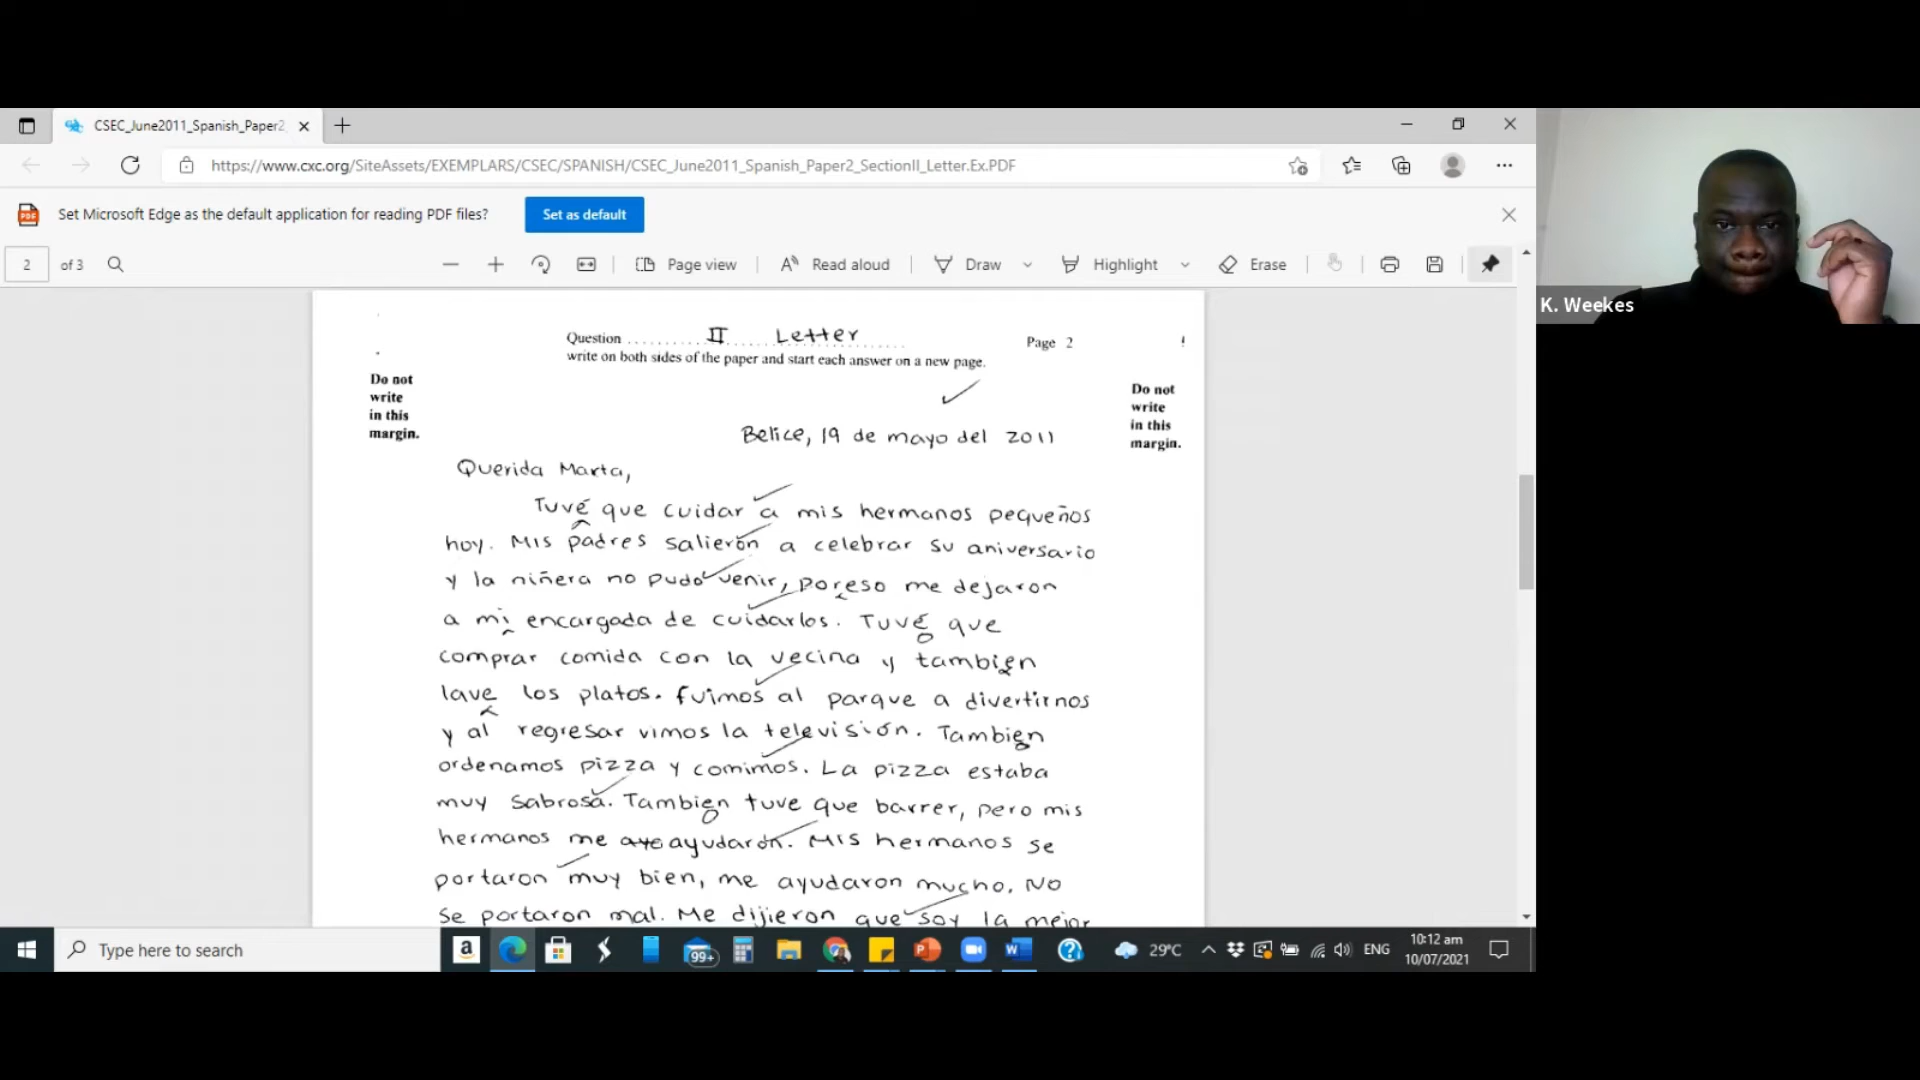 CSEC_June2011_Spanish_Paper2_
https://www.cxc.org/SiteAssets/EXEMPLARS/CSEC/SPANISH/CSEC_June2011_Spanish_Paper2_SectionII_Letter.Ex.PDF
Set Microsoft Edge as the default application for reading PDF files?
Set as default
2 of 3
Page view
Read aloud
Draw
Highlight
Erase
K. Weekes
Question II Letter
Page 2
write on both sides of the paper and start each answer on a new page.
Do not
write
in this
margin.
Do not
write
in this
margin.
Belice, 19 de mayo del 2011
Querida Marta,
Tuvé que cuidar a mis hermanos pequeños
hoy. Mis padres salierón a celebrar su aniversario
y la niñera no pudo venir, poreso me dejaron
a mi encargada de cuidarlos. Tuvé que
comprar comida con la vecina y tambien
lave los platos. Fuimos al parque a divertirnos
y al regresar vimos la televisión. Tambien
ordenamos pizza y comimos. La pizza estaba
muy sabrosa. Tambien tuve que barrer, pero mis
hermanos me ayo ayudarón. Mis hermanos se
portaron muy bien, me ayudaron mucho. No
se portaron mal. Me dijieron que soy la mejor
Type here to search
99+
29°C
ENG
10:12 am
10/07/2021